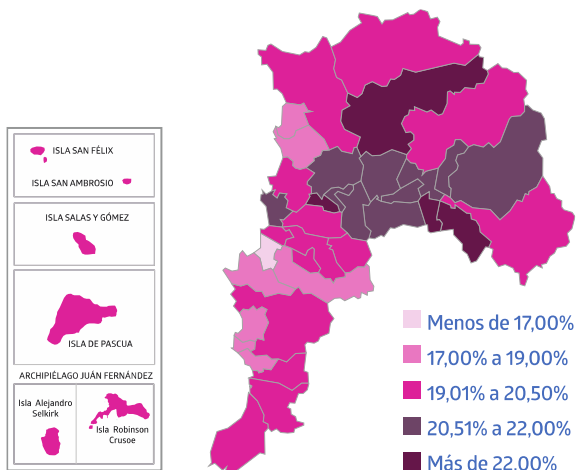 ISLA SAN FÉLIX
ISLA SAN AMBROSIO
ISLA SALAS Y GÓMEZ
ISLA DE PASCUA
ARCHIPIÉLAGO JUÁN FERNÁNDEZ
Isla Alejandro
Selkirk
Isla Robinson
Crusoe
Menos de 17,00%
17,00% a 19,00%
19,01% a 20,50%
20,51% a 22,00%
Más de 22,00%